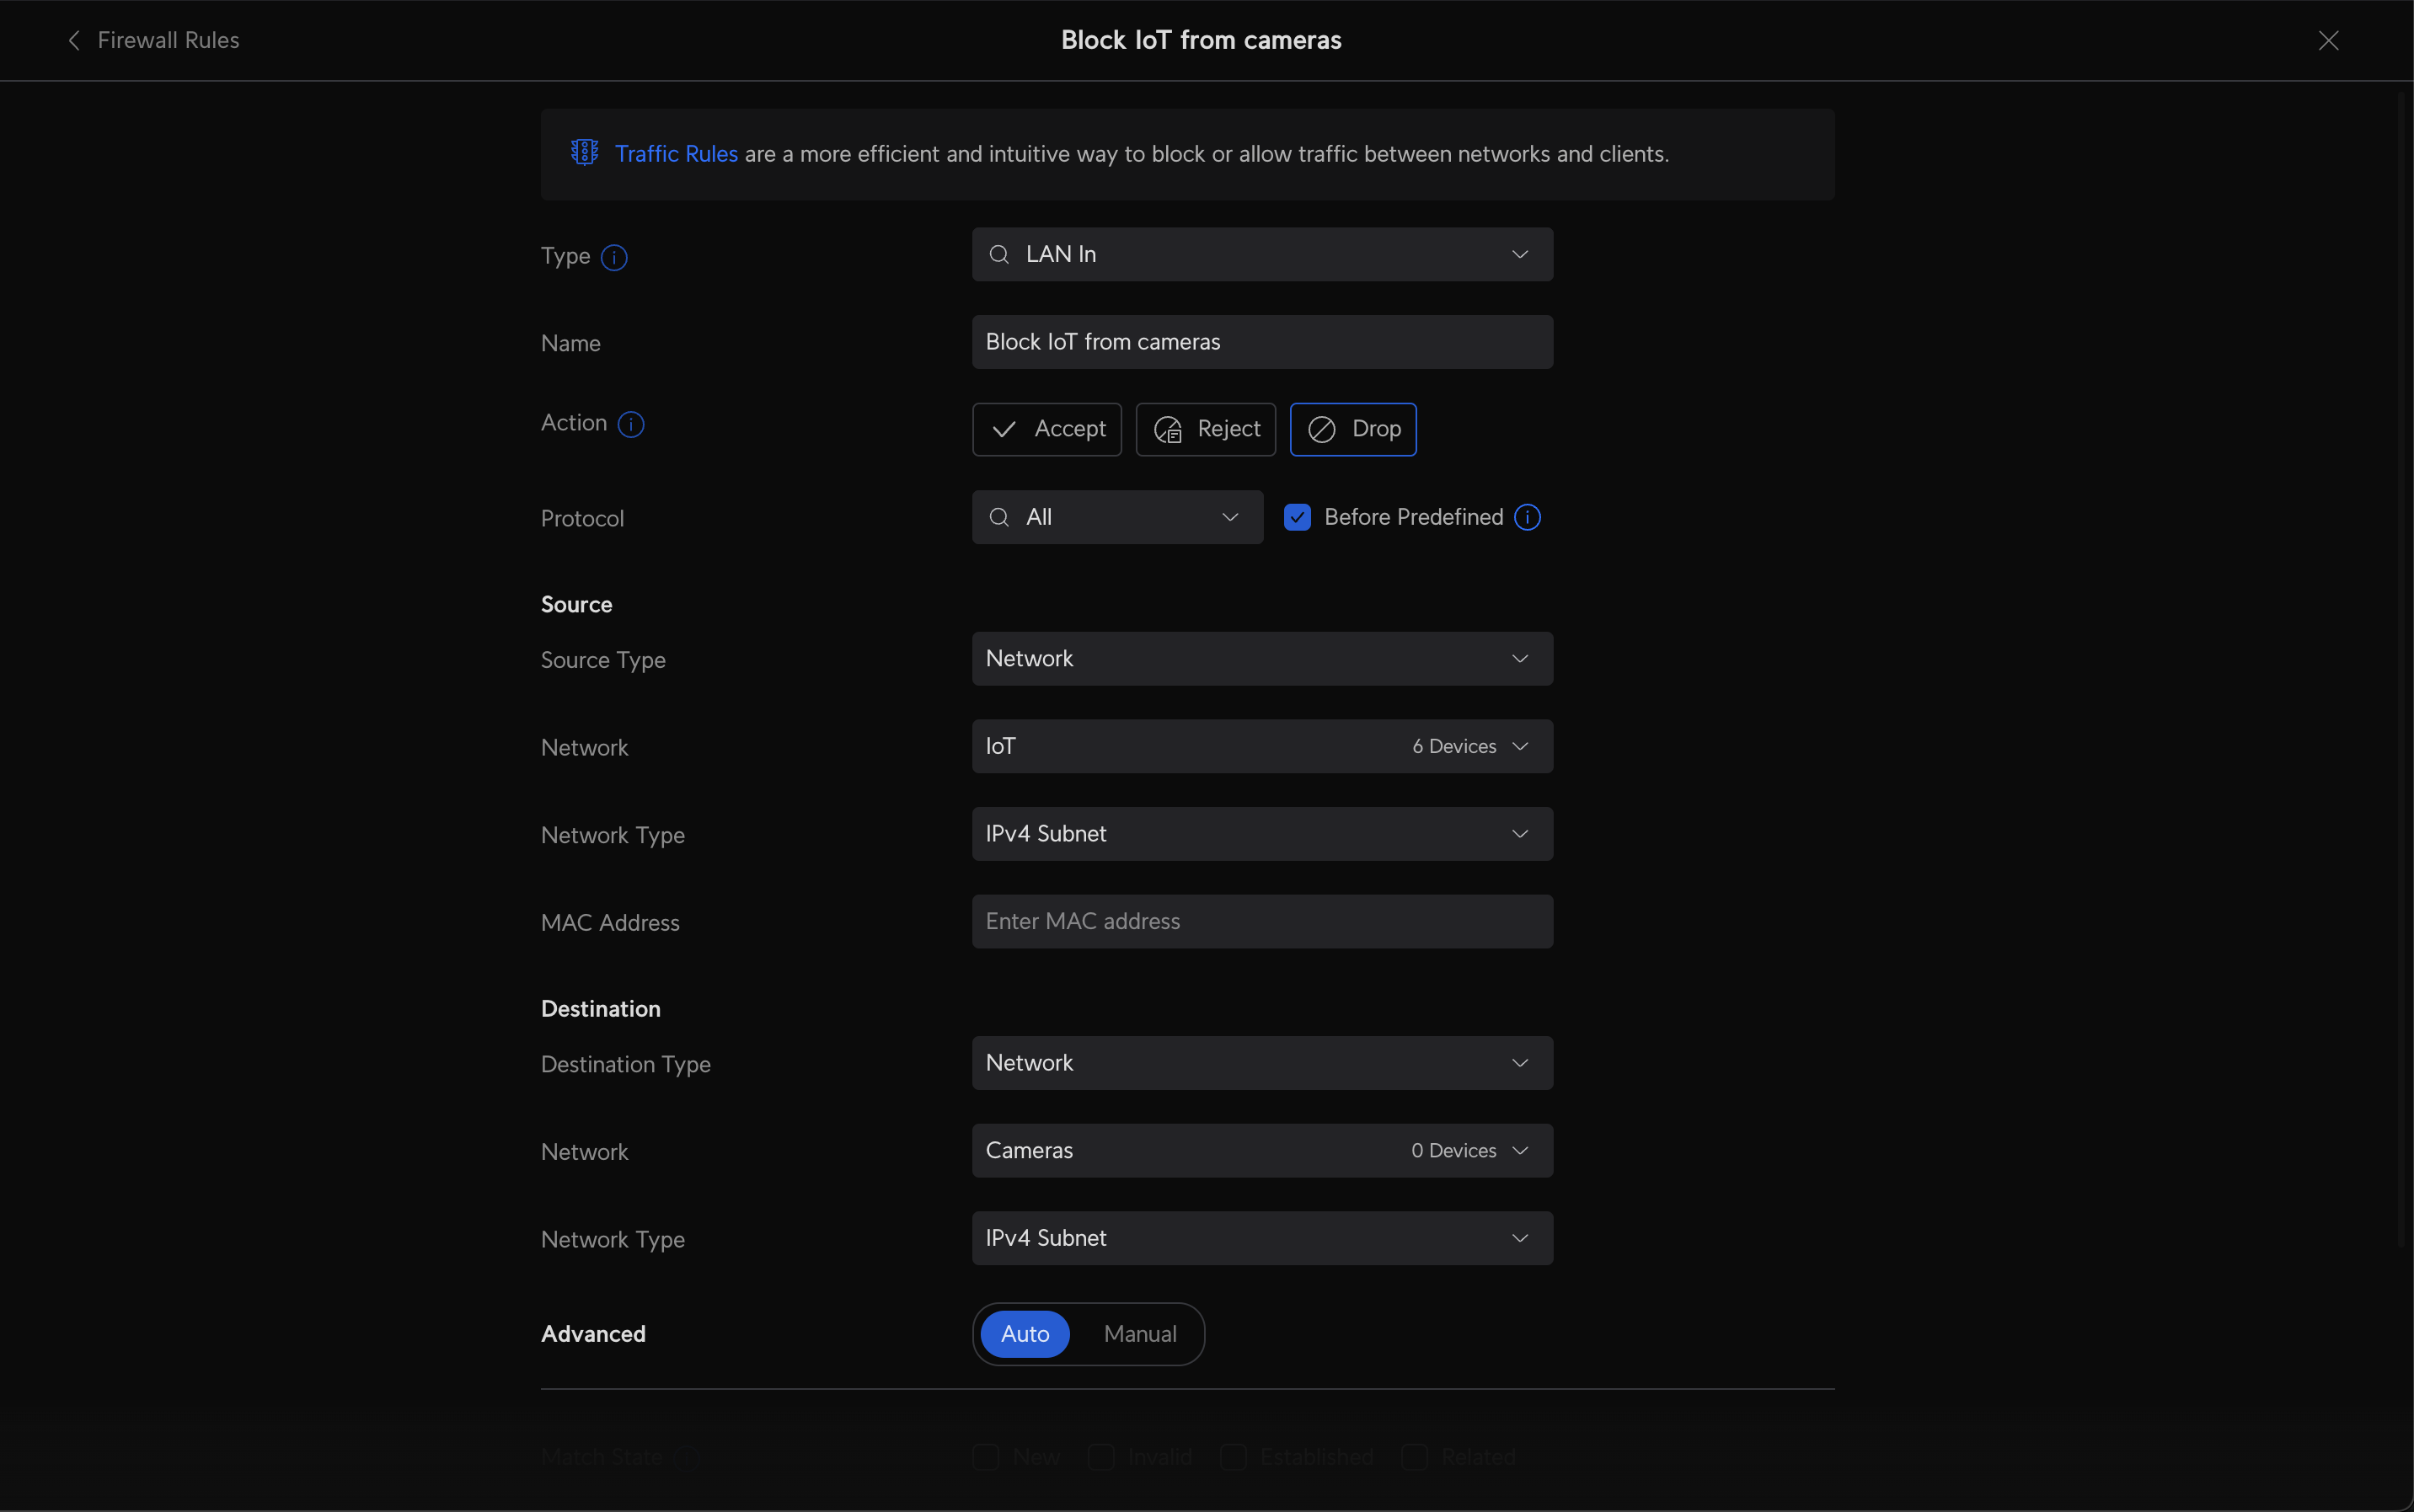 Firewall Rules
Block IoT from cameras
Traffic Rules are a more efficient and intuitive way to block or allow traffic between networks and clients.
Type LAN In
Name Block IoT from cameras
Action Accept Reject Drop
Protocol All Before Predefined
Source
Source Type Network
Network IoT 6 Devices
Network Type IPv4 Subnet
MAC Address Enter MAC address
Destination
Destination Type Network
Network Cameras 0 Devices
Network Type IPv4 Subnet
Advanced Auto Manual
Match State New Invalid Established Related